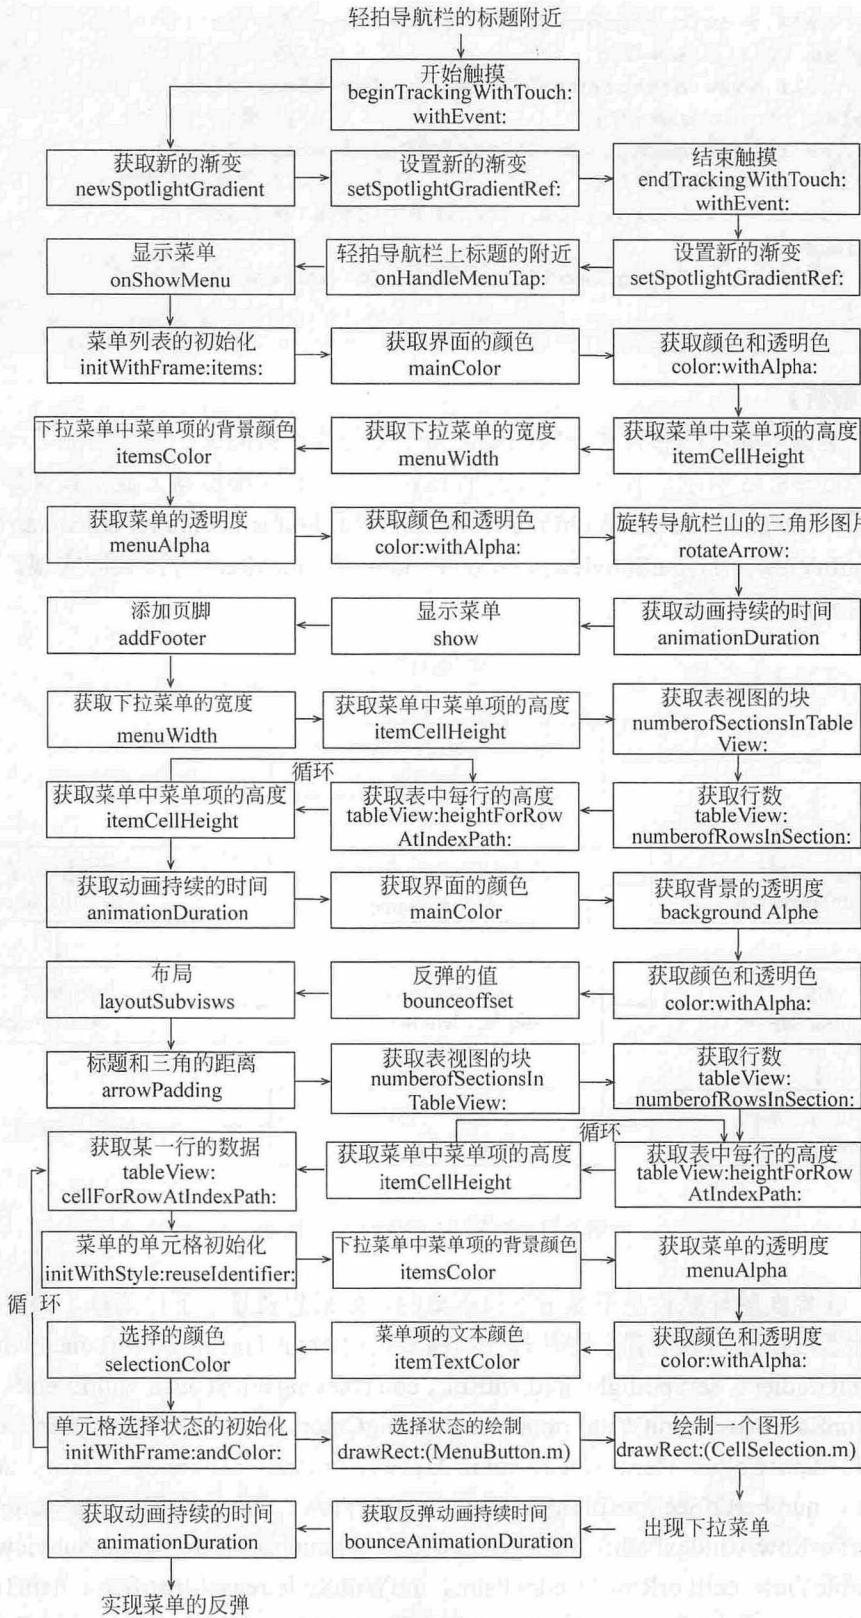 轻拍导航栏的标题附近
开始触摸
beginTrackingWithTouch:
withEvent:
获取新的渐变
newSpotlightGradient
设置新的渐变
setSpotlightGradientRef:
结束触摸
endTrackingWithTouch:
withEvent:
显示菜单
onShowMenu
轻拍导航栏上标题的附近
onHandleMenuTap:
设置新的渐变
setSpotlightGradientRef:
菜单列表的初始化
initWithFrame:items:
获取界面的颜色
mainColor
获取颜色和透明色
color:withAlpha:
下拉菜单中菜单项的背景颜色
itemsColor
获取下拉菜单的宽度
menuWidth
获取菜单中菜单项的高度
itemCellHeight
获取菜单的透明度
menuAlpha
获取颜色和透明色
color:withAlpha:
旋转导航栏山的三角形图片
rotateArrow:
添加页脚
addFooter
显示菜单
show
获取动画持续的时间
animationDuration
获取下拉菜单的宽度
menuWidth
获取菜单中菜单项的高度
itemCellHeight
获取表视图的块
numberofSectionsInTable
View:
循环
获取菜单中菜单项的高度
itemCellHeight
获取表中每行的高度
tableView:heightForRow
AtIndexPath:
获取行数
tableView:
numberofRowsInSection:
获取动画持续的时间
animationDuration
获取界面的颜色
mainColor
获取背景的透明度
background Alphe
布局
layoutSubvisws
反弹的值
bounceoffset
获取颜色和透明色
color:withAlpha:
标题和三角的距离
arrowPadding
获取表视图的块
numberofSectionsIn
TableView:
获取行数
tableView:
numberofRowsInSection:
循环
获取某一行的数据
tableView:
cellForRowAtIndexPath:
获取菜单中菜单项的高度
itemCellHeight
获取表中每行的高度
tableView:heightForRow
AtIndexPath:
菜单的单元格初始化
initWithStyle:reuseIdentifier:
下拉菜单中菜单项的背景颜色
itemsColor
获取菜单的透明度
menuAlpha
循 环
选择的颜色
selectionColor
菜单项的文本颜色
itemTextColor
获取颜色和透明度
color:withAlpha:
单元格选择状态的初始化
initWithFrame:andColor:
选择状态的绘制
drawRect:(MenuButton.m)
绘制一个图形
drawRect:(CellSelection.m)
获取动画持续的时间
animationDuration
获取反弹动画持续时间
bounceAnimationDuration
出现下拉菜单
实现菜单的反弹